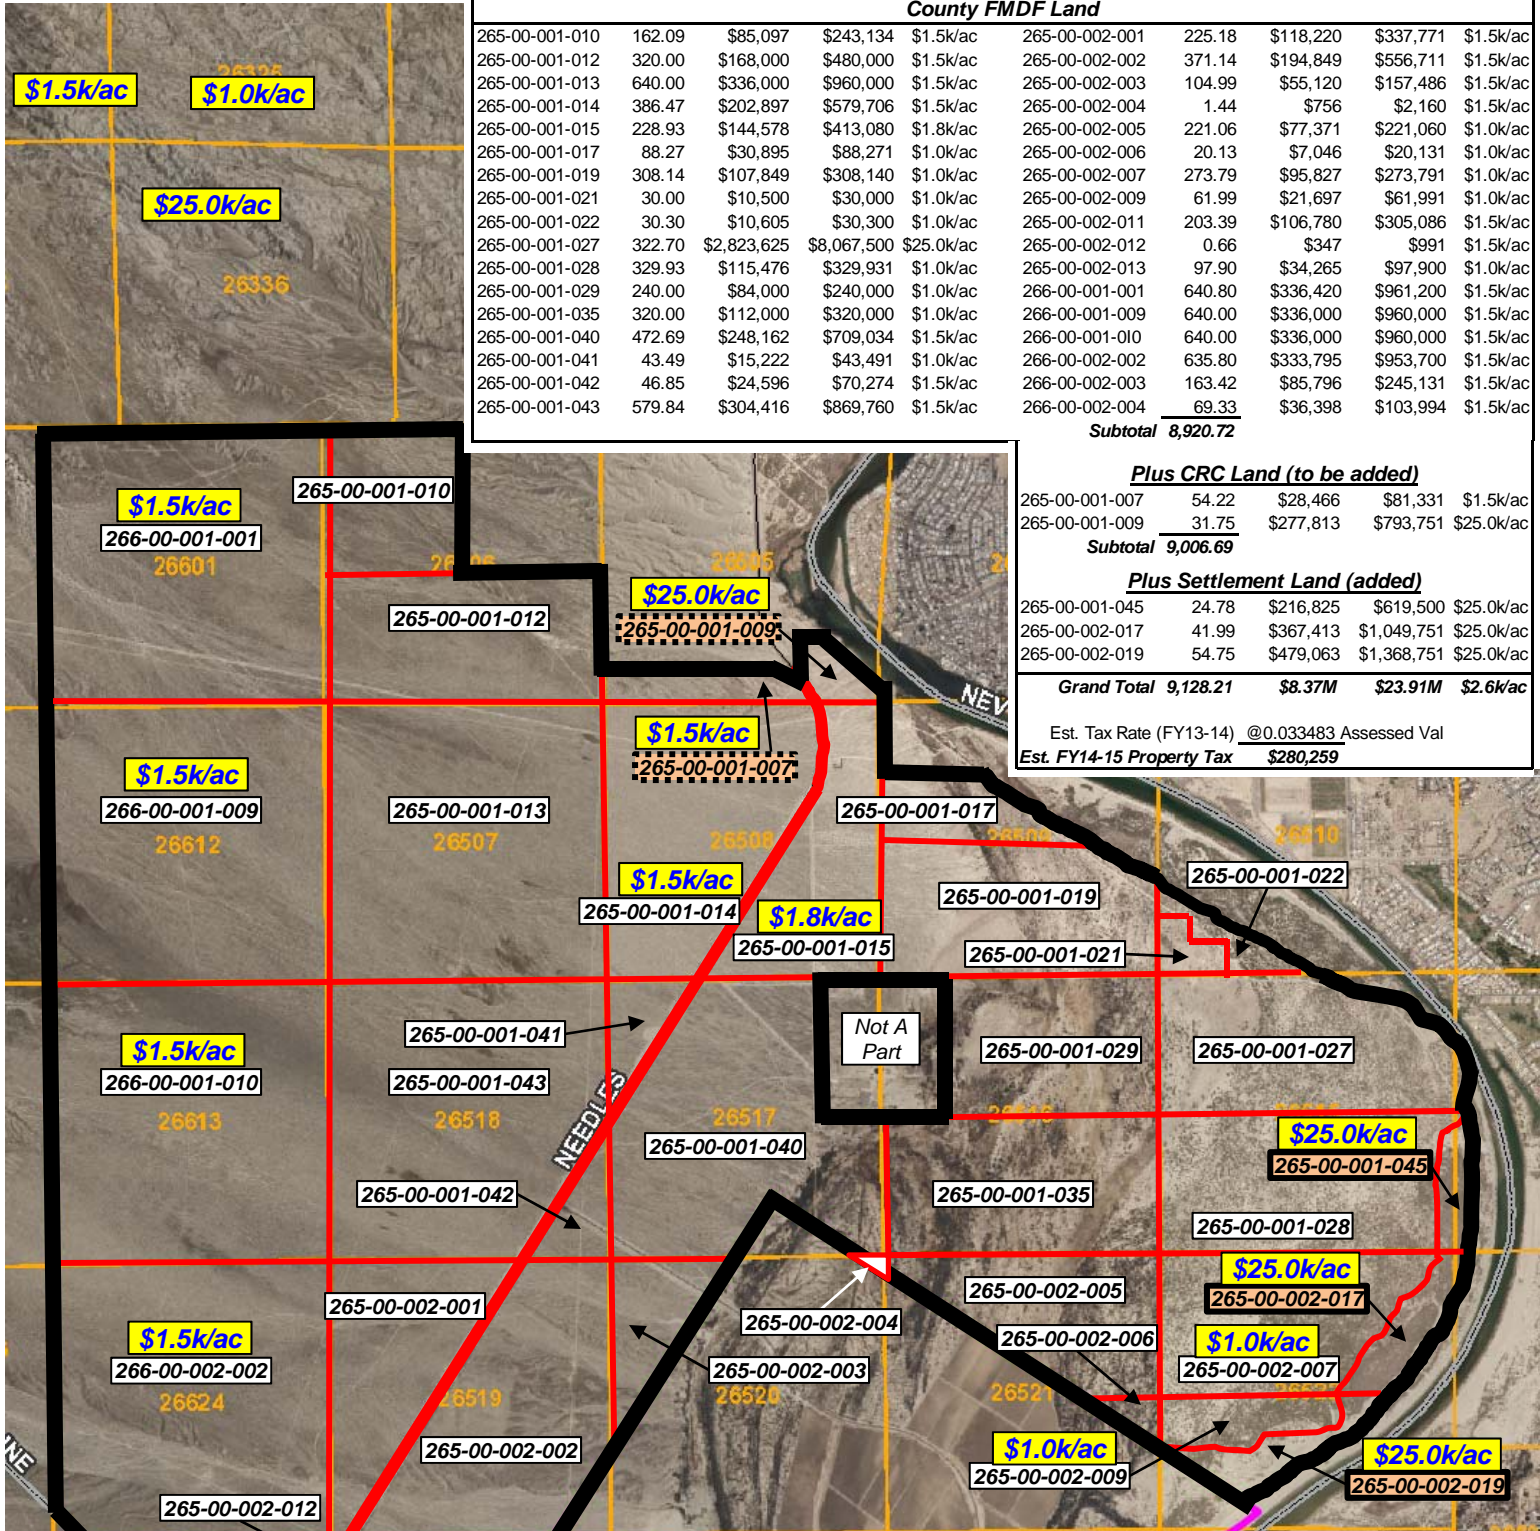 County FMDF Land
265-00-001-010 162.09 $85,097 $243,134 $1.5k/ac 265-00-002-001 225.18 $118,220 $337,771 $1.5k/ac
265-00-001-012 320.00 $168,000 $480,000 $1.5k/ac 265-00-002-002 371.14 $194,849 $556,711 $1.5k/ac
265-00-001-013 640.00 $336,000 $960,000 $1.5k/ac 265-00-002-003 104.99 $55,120 $157,486 $1.5k/ac
265-00-001-014 386.47 $202,897 $579,706 $1.5k/ac 265-00-002-004 1.44 $756 $2,160 $1.5k/ac
265-00-001-015 228.93 $144,578 $413,080 $1.8k/ac 265-00-002-005 221.06 $77,371 $221,060 $1.0k/ac
265-00-001-017 88.27 $30,895 $88,271 $1.0k/ac 265-00-002-006 20.13 $7,046 $20,131 $1.0k/ac
265-00-001-019 308.14 $107,849 $308,140 $1.0k/ac 265-00-002-007 273.79 $95,827 $273,791 $1.0k/ac
265-00-001-021 30.00 $10,500 $30,000 $1.0k/ac 265-00-002-009 61.99 $21,697 $61,991 $1.0k/ac
265-00-001-022 30.30 $10,605 $30,300 $1.0k/ac 265-00-002-011 203.39 $106,780 $305,086 $1.5k/ac
265-00-001-027 322.70 $2,823,625 $8,067,500 $25.0k/ac 265-00-002-012 0.66 $347 $991 $1.5k/ac
265-00-001-028 329.93 $115,476 $329,931 $1.0k/ac 265-00-002-013 97.90 $34,265 $97,900 $1.0k/ac
265-00-001-029 240.00 $84,000 $240,000 $1.0k/ac 266-00-001-001 640.80 $336,420 $961,200 $1.5k/ac
265-00-001-035 320.00 $112,000 $320,000 $1.0k/ac 266-00-001-009 640.00 $336,000 $960,000 $1.5k/ac
265-00-001-040 472.69 $248,162 $709,034 $1.5k/ac 266-00-001-0I0 640.00 $336,000 $960,000 $1.5k/ac
265-00-001-041 43.49 $15,222 $43,491 $1.0k/ac 266-00-002-002 635.80 $333,795 $953,700 $1.5k/ac
265-00-001-042 46.85 $24,596 $70,274 $1.5k/ac 266-00-002-003 163.42 $85,796 $245,131 $1.5k/ac
265-00-001-043 579.84 $304,416 $869,760 $1.5k/ac 266-00-002-004 69.33 $36,398 $103,994 $1.5k/ac
Subtotal 8,920.72
Plus CRC Land (to be added)
265-00-001-007 54.22 $28,466 $81,331 $1.5k/ac
265-00-001-009 31.75 $277,813 $793,751 $25.0k/ac
Subtotal 9,006.69
Plus Settlement Land (added)
265-00-001-045 24.78 $216,825 $619,500 $25.0k/ac
265-00-002-017 41.99 $367,413 $1,049,751 $25.0k/ac
265-00-002-019 54.75 $479,063 $1,368,751 $25.0k/ac
Grand Total 9,128.21 $8.37M $23.91M $2.6k/ac
Est. Tax Rate (FY13-14) @0.033483 Assessed Val
Est. FY14-15 Property Tax $280,259
$1.5k/ac
$1.0k/ac
$25.0k/ac
26336
265-00-001-010
$1.5k/ac
266-00-001-001
26601
26505
$25.0k/ac
265-00-001-009
265-00-001-012
NEV
$1.5k/ac
265-00-001-007
$1.5k/ac
266-00-001-009
265-00-001-013
265-00-001-017
26612
26507
26508
26509
26510
$1.5k/ac
265-00-001-014
265-00-001-022
265-00-001-019
$1.8k/ac
265-00-001-015
265-00-001-021
Not A
Part
265-00-001-041
$1.5k/ac
266-00-001-010
265-00-001-029
265-00-001-027
265-00-001-043
NEEDLES
26613
26518
26517
26516
265-00-001-040
$25.0k/ac
265-00-001-045
265-00-001-042
265-00-001-035
265-00-001-028
$25.0k/ac
265-00-002-017
265-00-002-005
265-00-002-001
265-00-002-004
$1.5k/ac
266-00-002-002
265-00-002-006
$1.0k/ac
265-00-002-007
265-00-002-003
26624
26519
26520
26521
265-00-002-002
$1.0k/ac
265-00-002-009
$25.0k/ac
265-00-002-019
265-00-002-012
INE